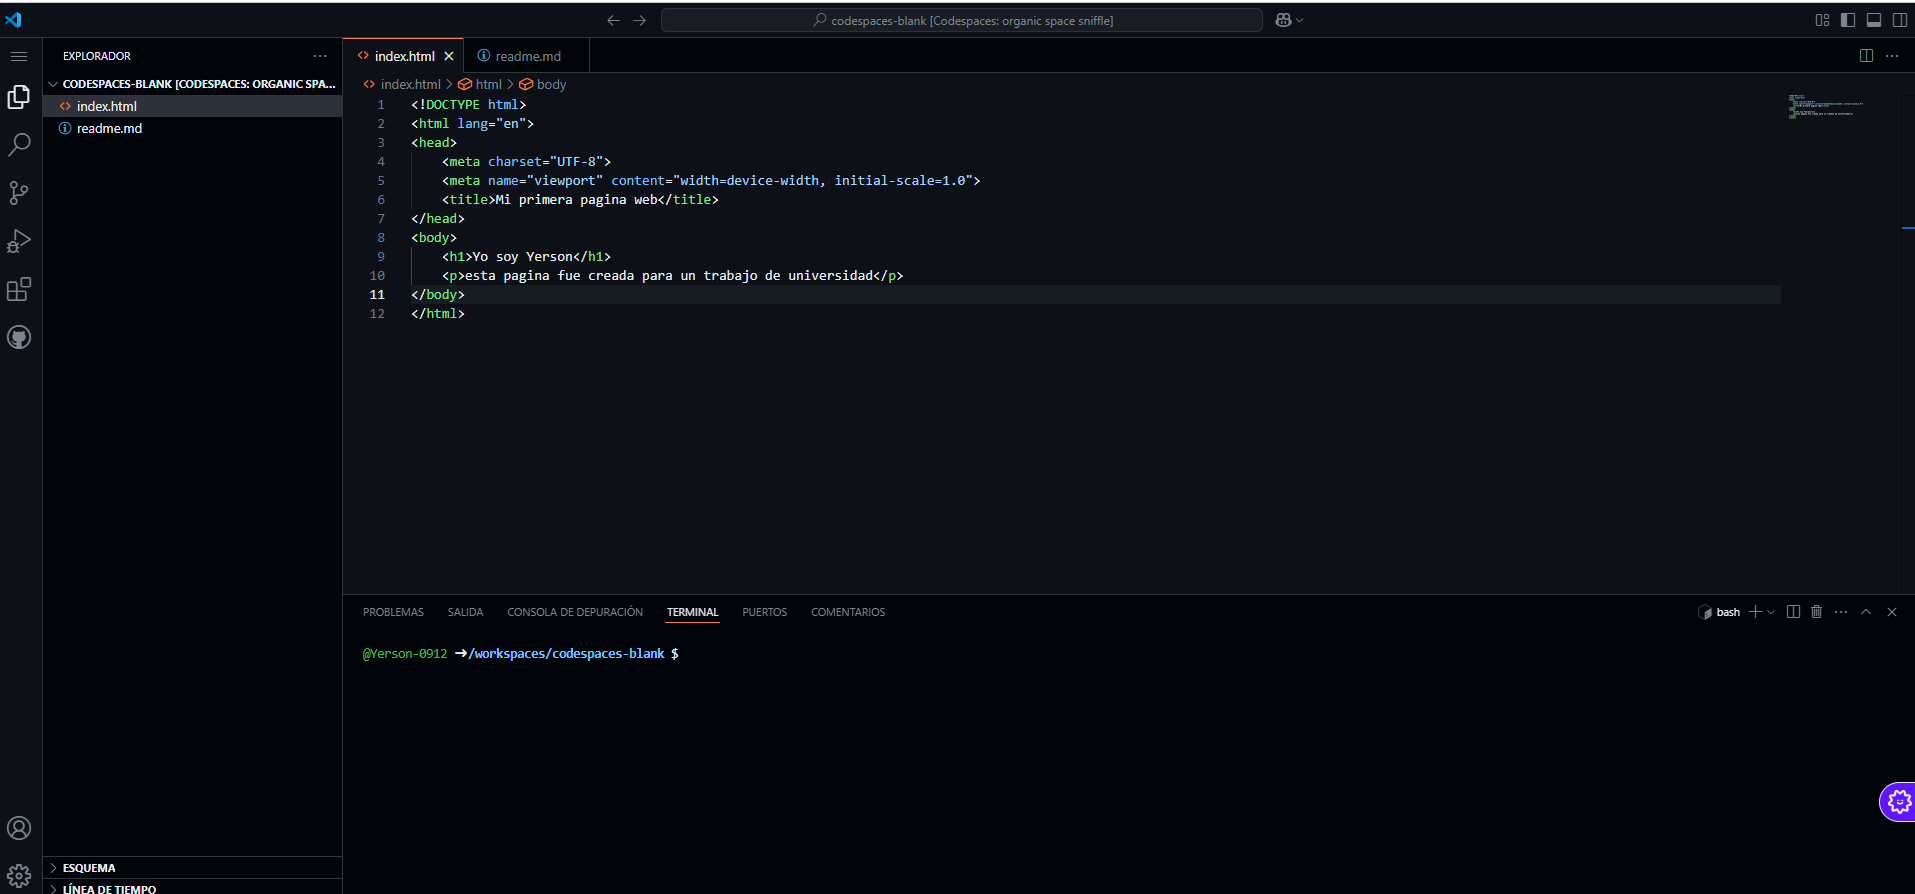 codespaces-blank [Codespaces: organic space sniffle]
EXPLORADOR
CODESPACES-BLANK [CODESPACES: ORGANIC SPA...
index.html
readme.md
index.html
readme.md
index.html > html > body
1 <!DOCTYPE html>
2 <html lang="en">
3 <head>
4 <meta charset="UTF-8">
5 <meta name="viewport" content="width=device-width, initial-scale=1.0">
6 <title>Mi primera pagina web</title>
7 </head>
8 <body>
9 <h1>Yo soy Yerson</h1>
10 <p>esta pagina fue creada para un trabajo de universidad</p>
11 </body>
12 </html>
PROBLEMAS SALIDA CONSOLA DE DEPURACIÓN TERMINAL PUERTOS COMENTARIOS
bash
@Yerson-0912 ➜/workspaces/codespaces-blank $
ESQUEMA
LÍNEA DE TIEMPO